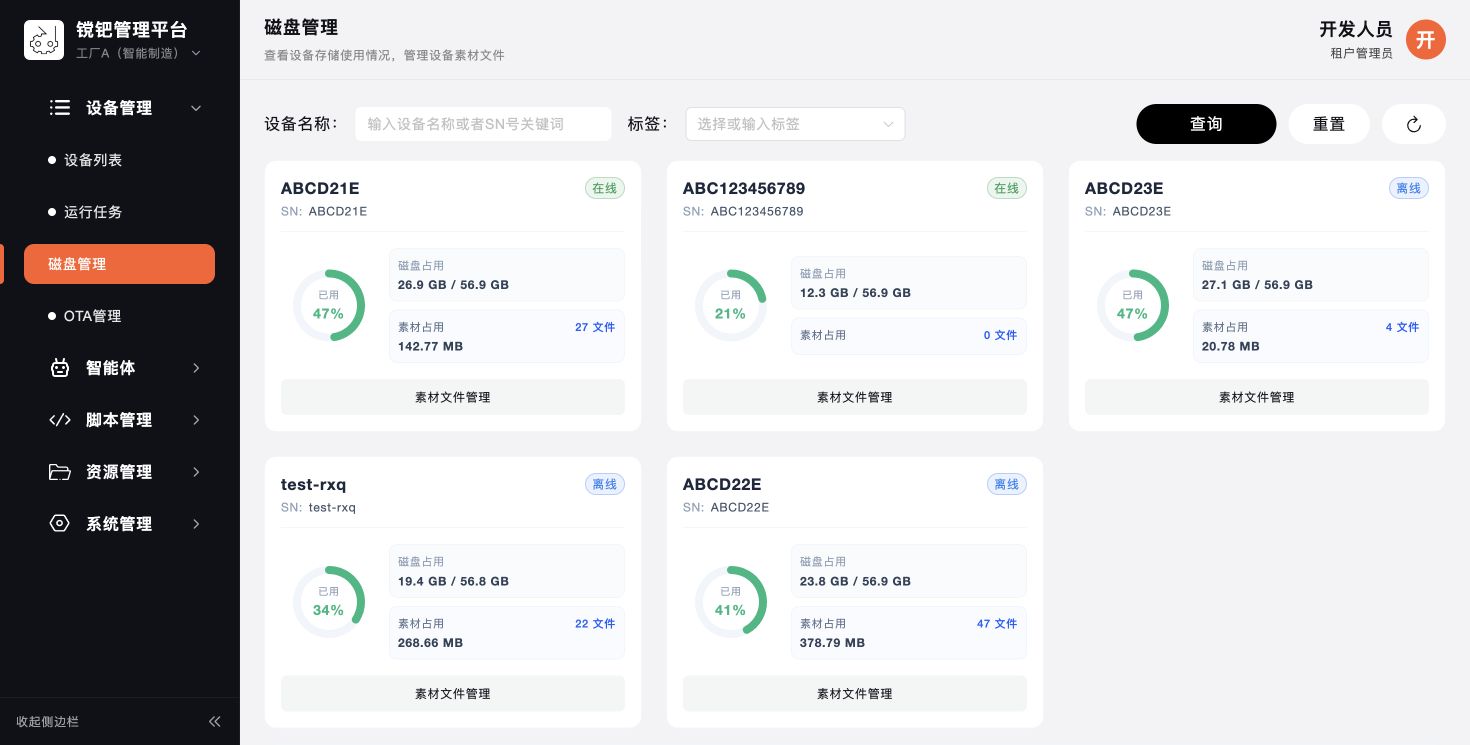 镋钯管理平台
工厂A（智能制造）
设备管理
设备列表
运行任务
磁盘管理
OTA管理
智能体
脚本管理
资源管理
系统管理
收起侧边栏
磁盘管理
查看设备存储使用情况，管理设备素材文件
开发人员
租户管理员
开
设备名称：
输入设备名称或者SN号关键词
标签：
选择或输入标签
查询
重置
ABCD21E
在线
SN: ABCD21E
已用
47%
磁盘占用
26.9 GB / 56.9 GB
素材占用
27 文件
142.77 MB
素材文件管理
ABC123456789
在线
SN: ABC123456789
已用
21%
磁盘占用
12.3 GB / 56.9 GB
素材占用
0 文件
素材文件管理
ABCD23E
离线
SN: ABCD23E
已用
47%
磁盘占用
27.1 GB / 56.9 GB
素材占用
4 文件
20.78 MB
素材文件管理
test-rxq
离线
SN: test-rxq
已用
34%
磁盘占用
19.4 GB / 56.8 GB
素材占用
22 文件
268.66 MB
素材文件管理
ABCD22E
离线
SN: ABCD22E
已用
41%
磁盘占用
23.8 GB / 56.9 GB
素材占用
47 文件
378.79 MB
素材文件管理